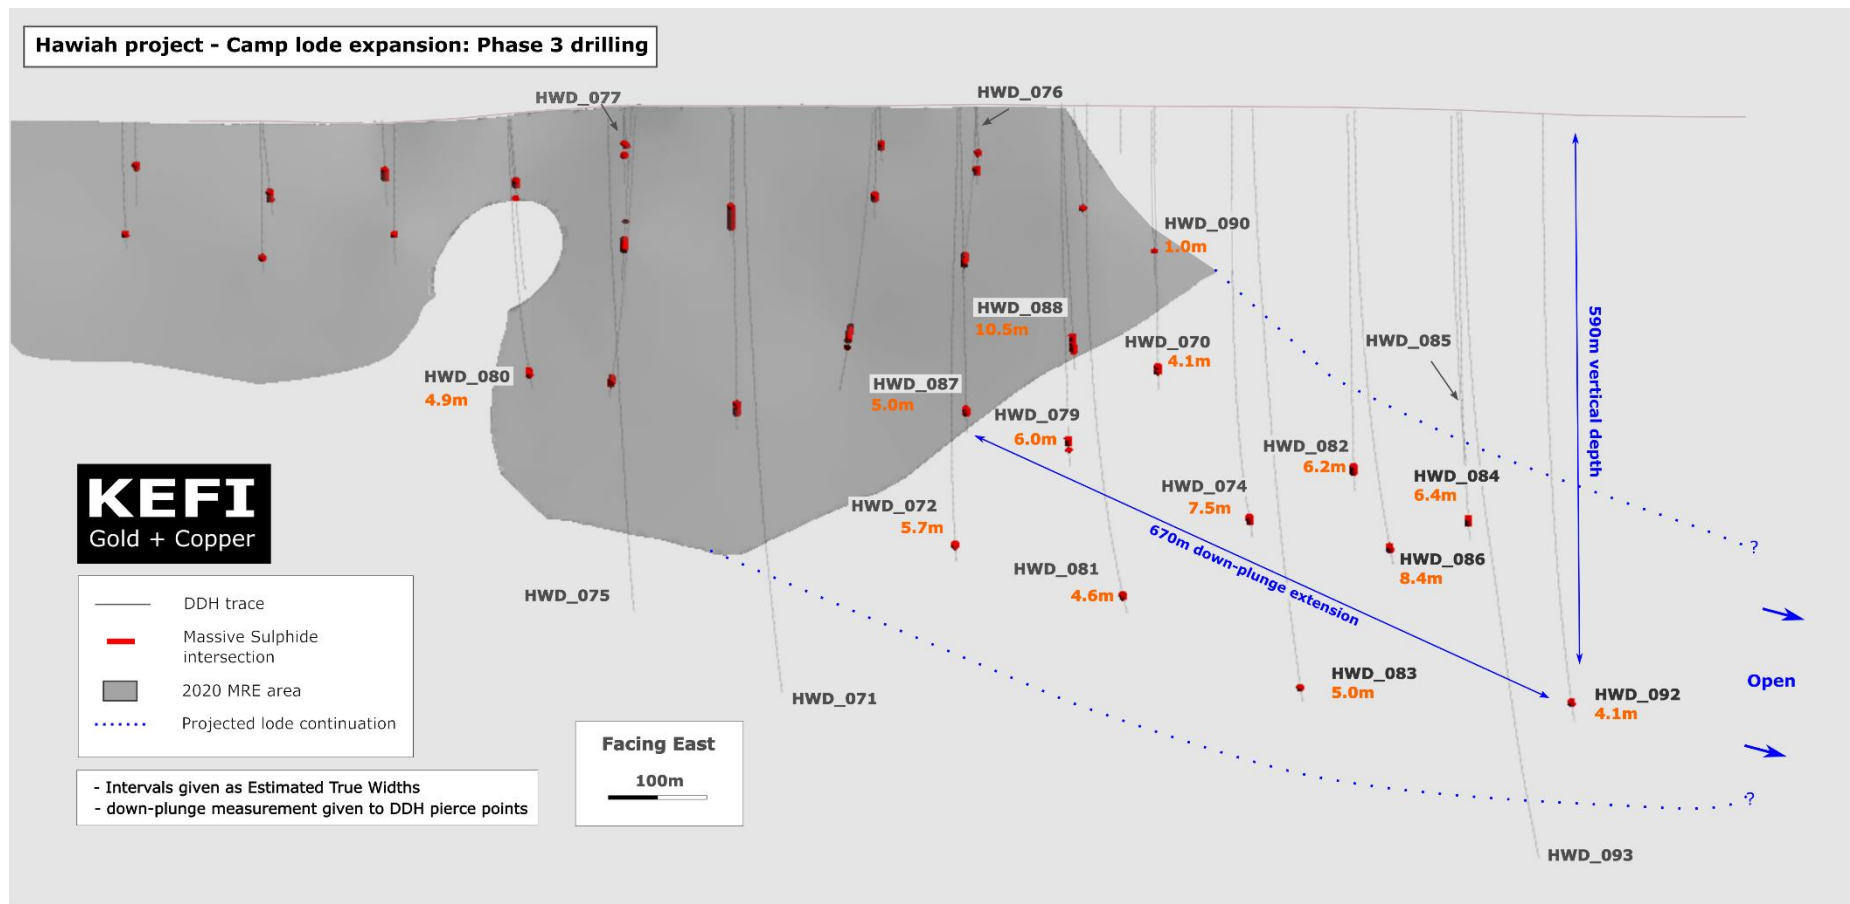 Hawiah project - Camp lode expansion: Phase 3 drilling
HWD_077
HWD_076
HWD_090
1.0m
HWD_088
10.5m
HWD_070
4.1m
HWD_085
590m vertical depth
HWD_080
4.9m
HWD_087
5.0m
HWD_079
6.0m
HWD_082
6.2m
HWD_084
6.4m
HWD_074
7.5m
HWD_072
5.7m
670m down-plunge extension
HWD_086
8.4m
?
HWD_081
4.6m
HWD_075
HWD_071
HWD_083
5.0m
HWD_092
4.1m
Open
?
HWD_093
KEFI
Gold + Copper
DDH trace
Massive Sulphide
intersection
2020 MRE area
Projected lode continuation
- Intervals given as Estimated True Widths
- down-plunge measurement given to DDH pierce points
Facing East
100m